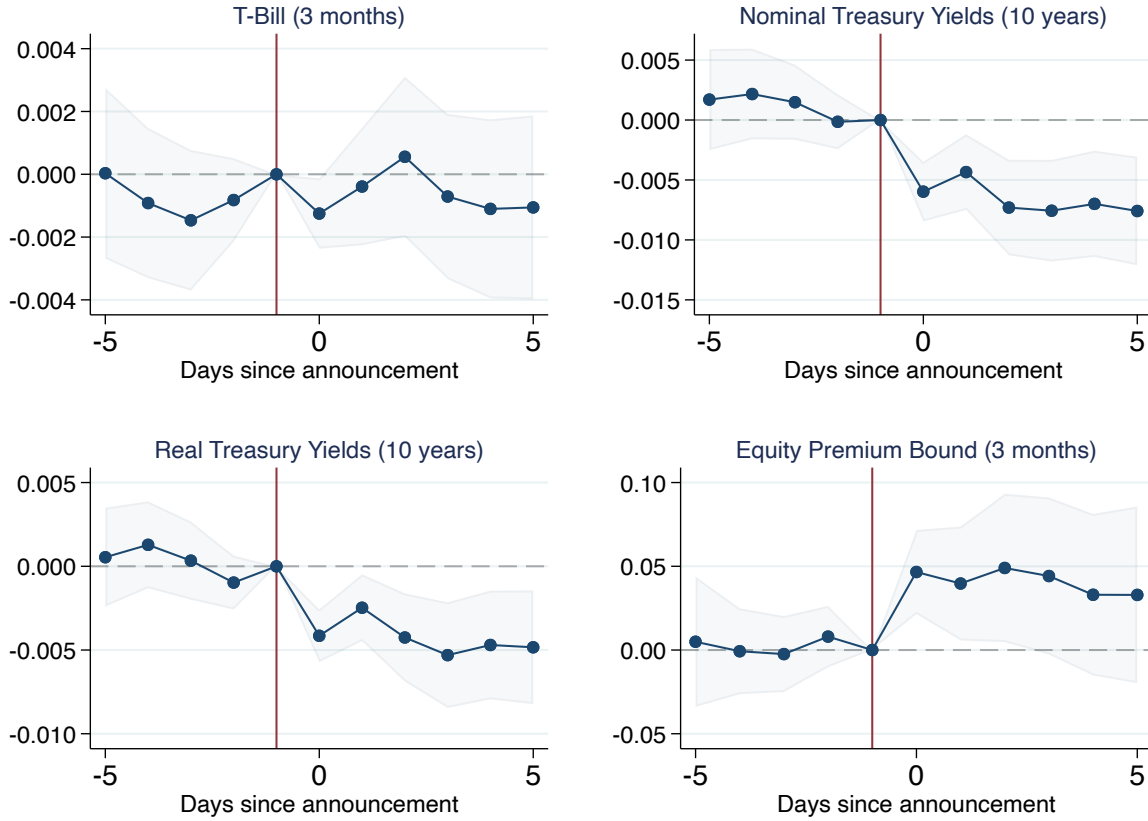 T-Bill (3 months)
0.004
0.002
0.000
-0.002
-0.004
-5 0 5
Days since announcement
Nominal Treasury Yields (10 years)
0.005
0.000
-0.005
-0.010
-0.015
-5 0 5
Days since announcement
Real Treasury Yields (10 years)
0.005
0.000
-0.005
-0.010
-5 0 5
Days since announcement
Equity Premium Bound (3 months)
0.10
0.05
0.00
-0.05
-5 0 5
Days since announcement